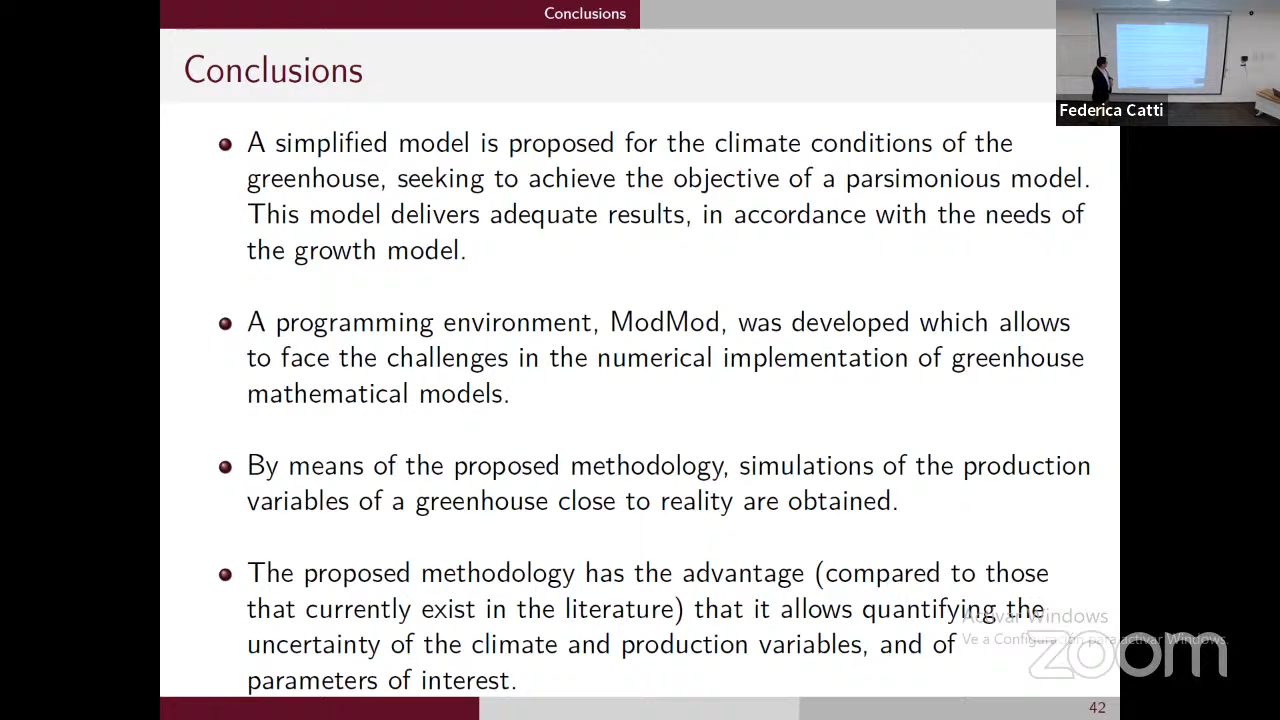 Conclusions
Federica Catti
Conclusions
A simplified model is proposed for the climate conditions of the
greenhouse, seeking to achieve the objective of a parsimonious model.
This model delivers adequate results, in accordance with the needs of
the growth model.
A programming environment, ModMod, was developed which allows
to face the challenges in the numerical implementation of greenhouse
mathematical models.
By means of the proposed methodology, simulations of the production
variables of a greenhouse close to reality are obtained.
The proposed methodology has the advantage (compared to those
that currently exist in the literature) that it allows quantifying the
uncertainty of the climate and production variables, and of
parameters of interest.
Activar Windows
Ve a Configuración para activar Windows.
zoom
42